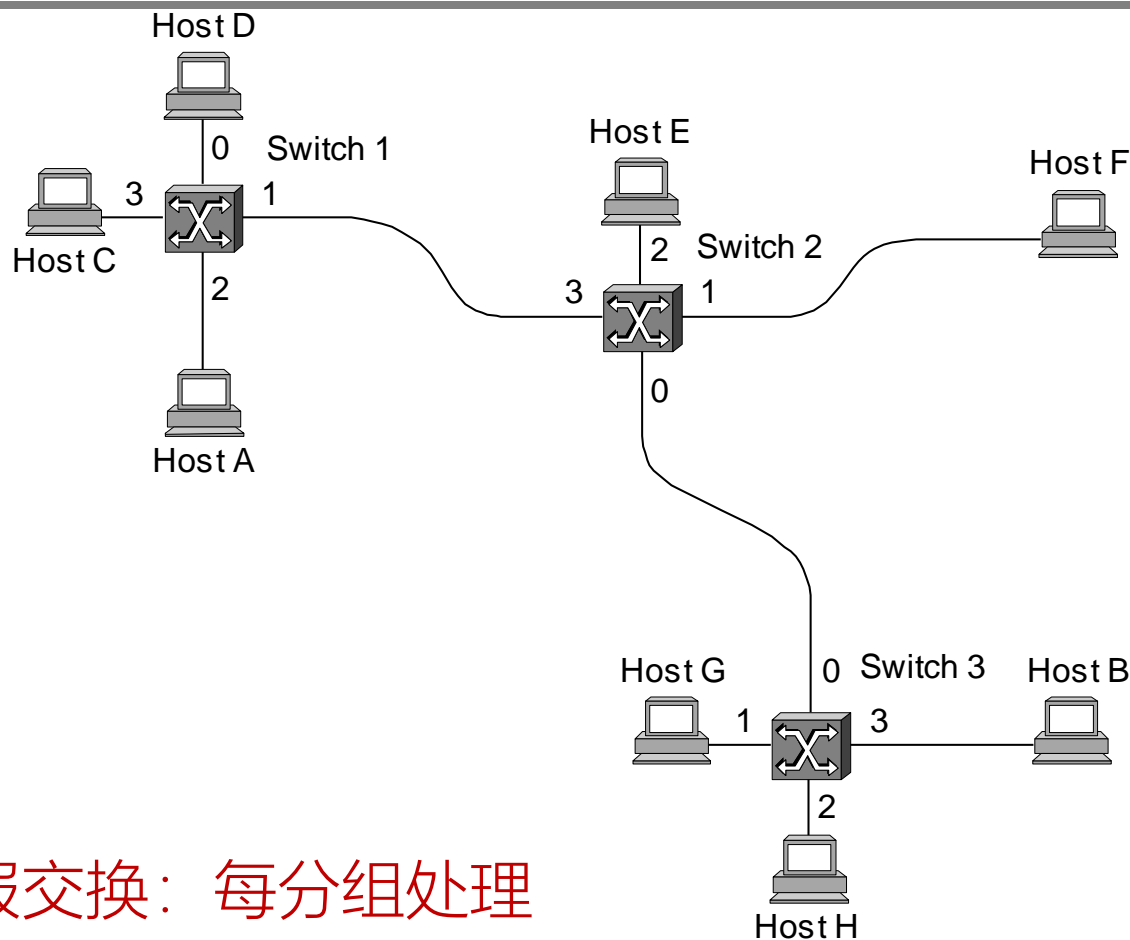 Host D
0 Switch 1
3 1
Host C
2
Host A
Host E
Host F
2 Switch 2
3 1
0
Host G
0 Switch 3
Host B
1 3
2
Host H
报交换：每分组处理